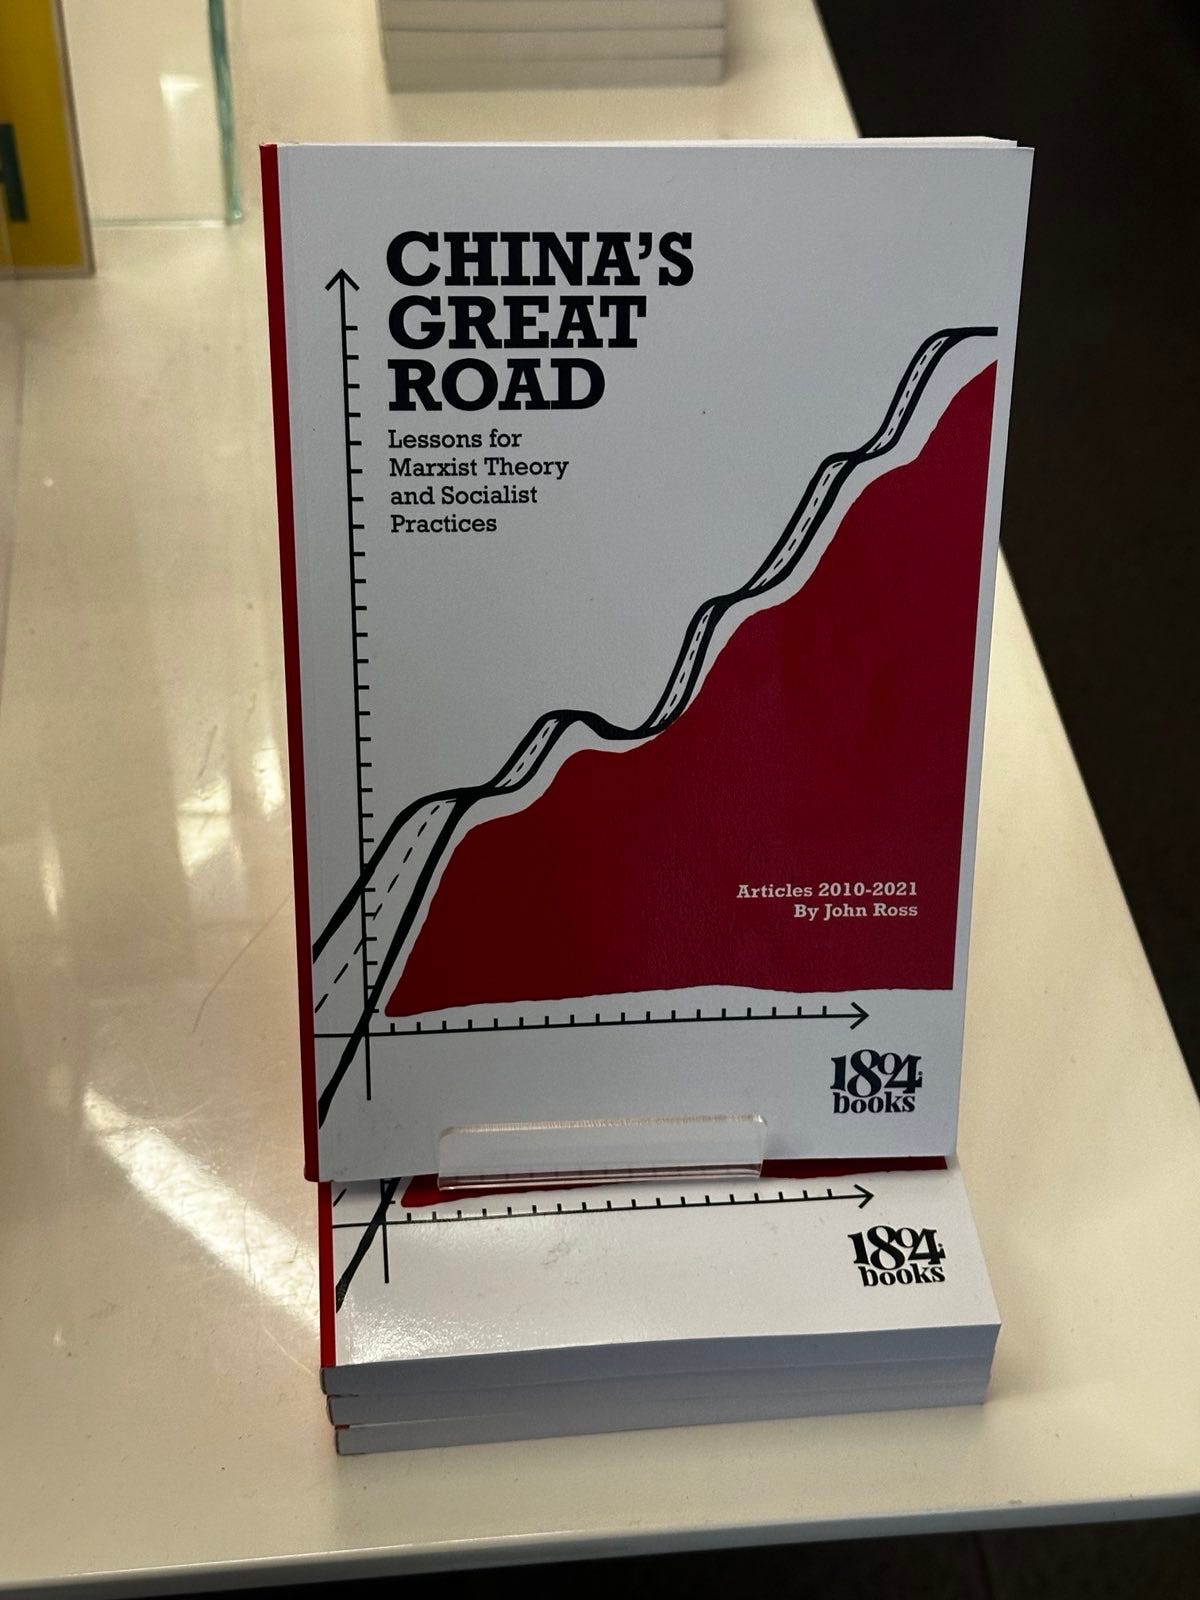 CHINA'S
GREAT
ROAD
Lessons for
Marxist Theory
and Socialist
Practices
Articles 2010-2021
By John Ross
1804
books
1804
books
H